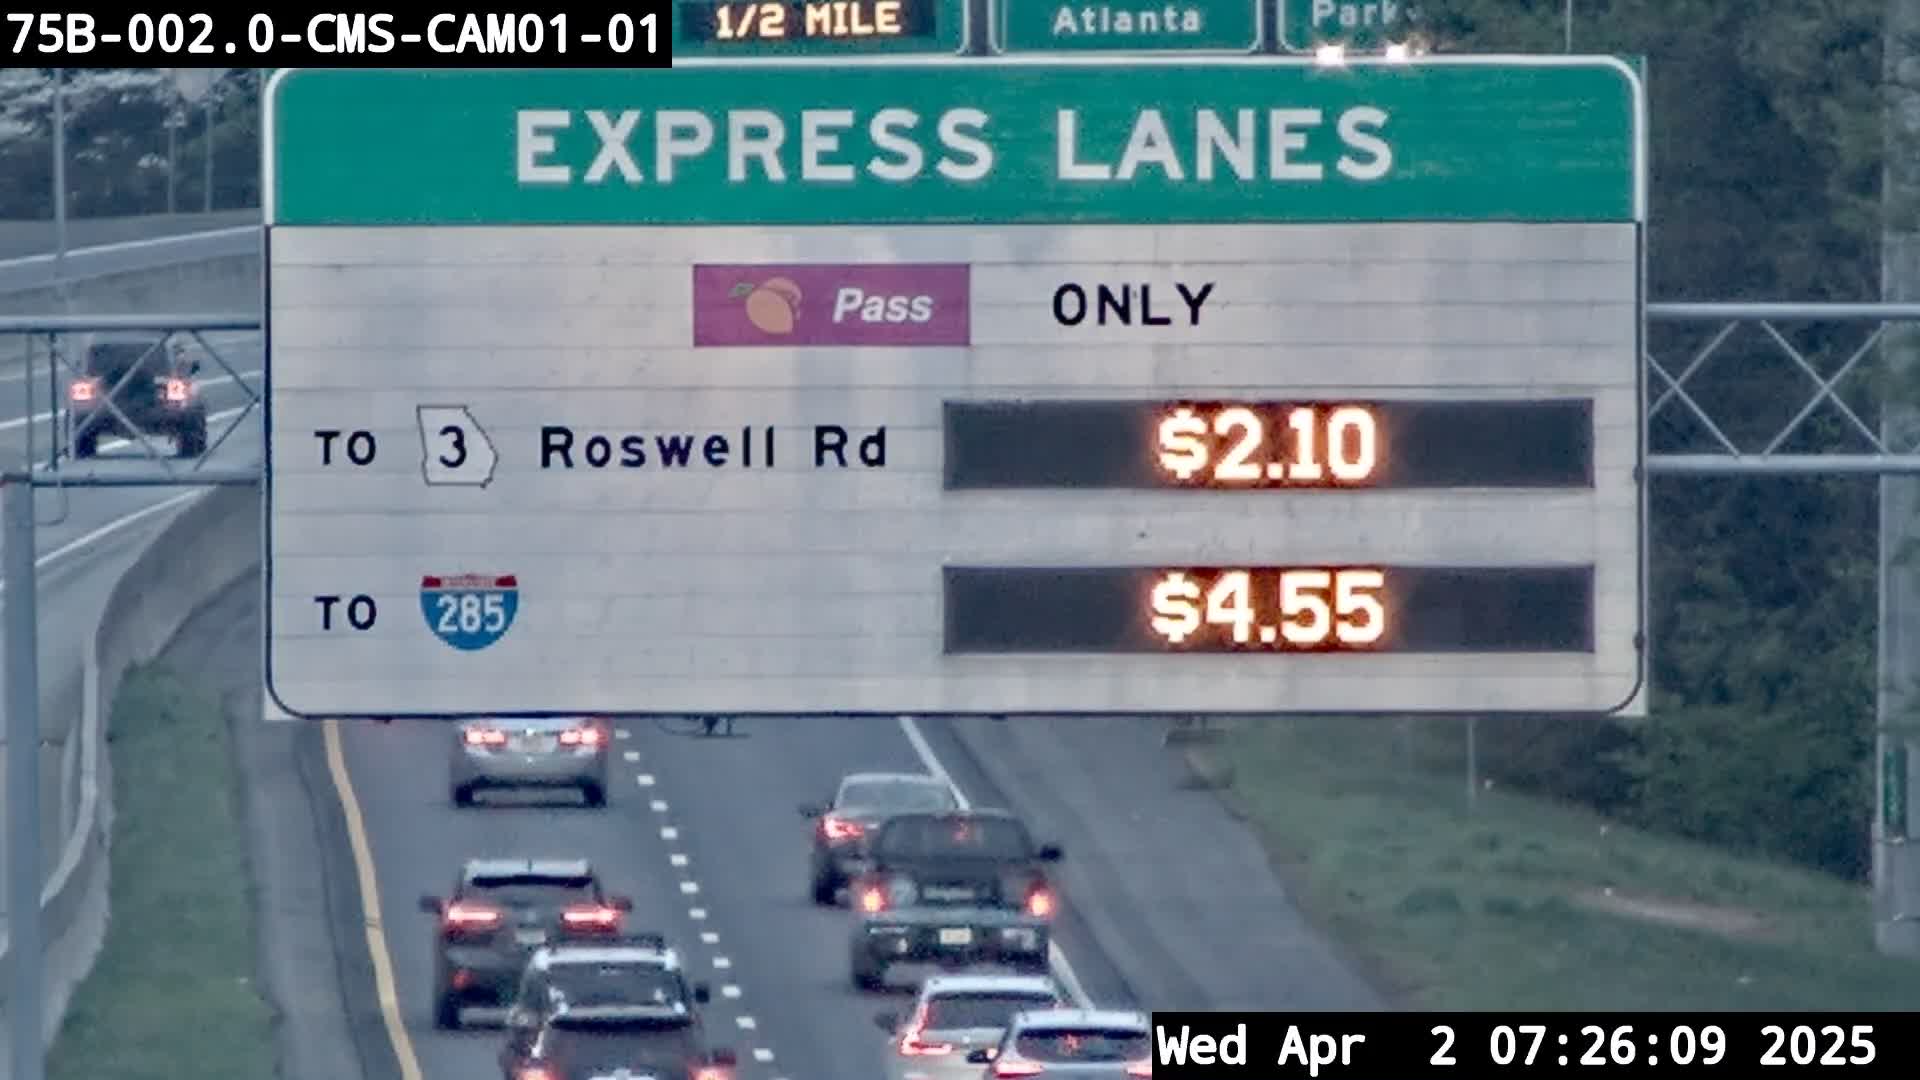 75B-002.0-CMS-CAM01-01
1/2 MILE
Atlanta
Park
EXPRESS LANES
Pass ONLY
TO 3 Roswell Rd $2.10
TO 285 $4.55
Wed Apr 2 07:26:09 2025